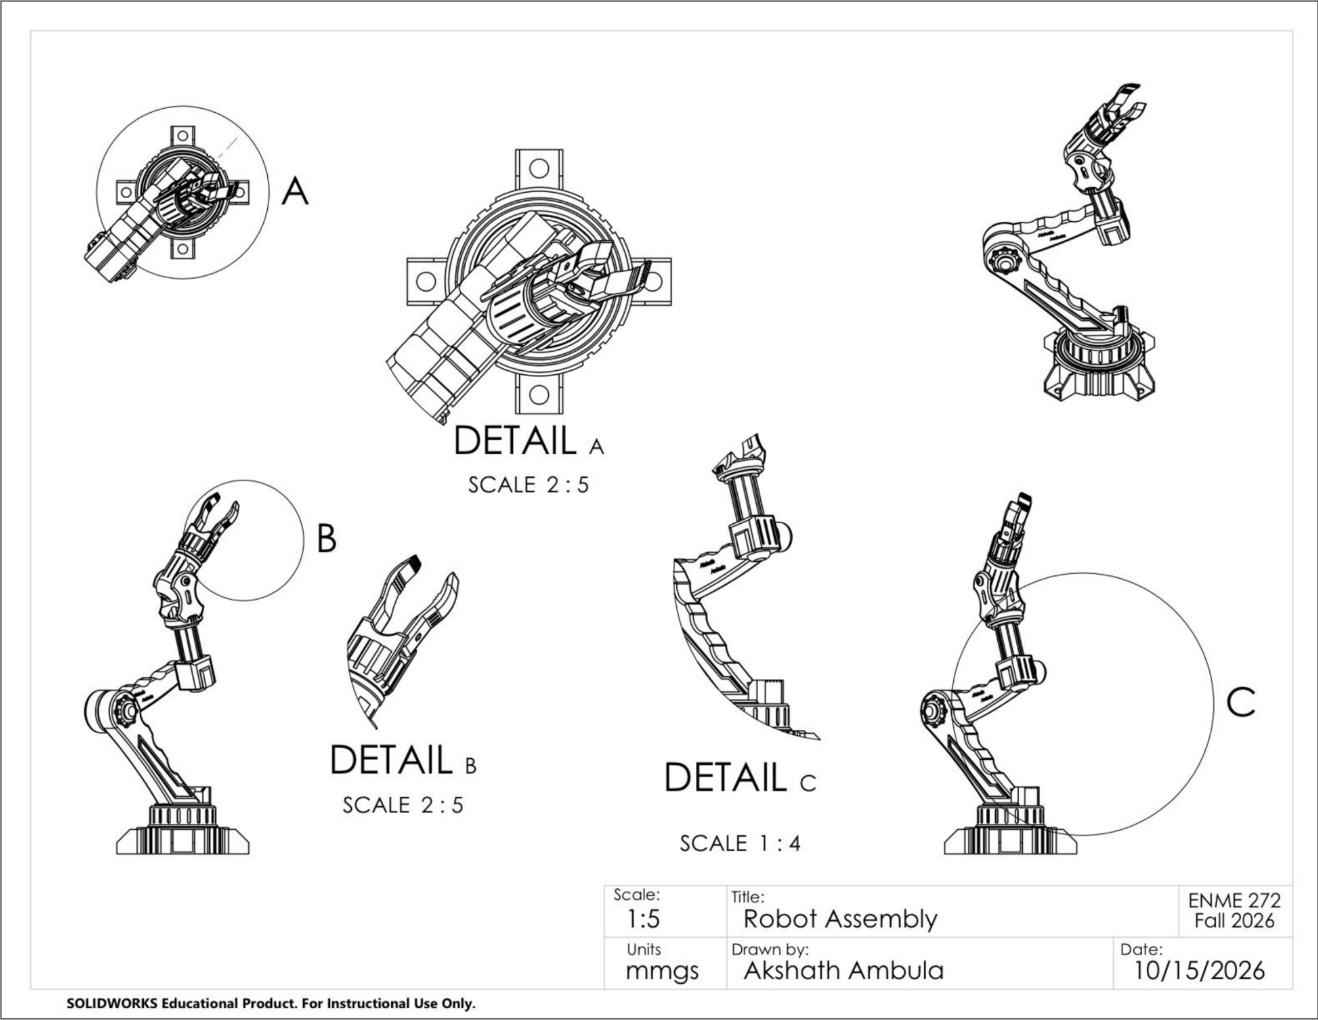 A
DETAIL A
SCALE 2 : 5
B
DETAIL B
SCALE 2 : 5
C
DETAIL C
SCALE 1 : 4
Scale:
1:5
Title:
Robot Assembly
ENME 272
Fall 2026
Units
mmgs
Drawn by:
Akshath Ambula
Date:
10/15/2026
SOLIDWORKS Educational Product. For Instructional Use Only.